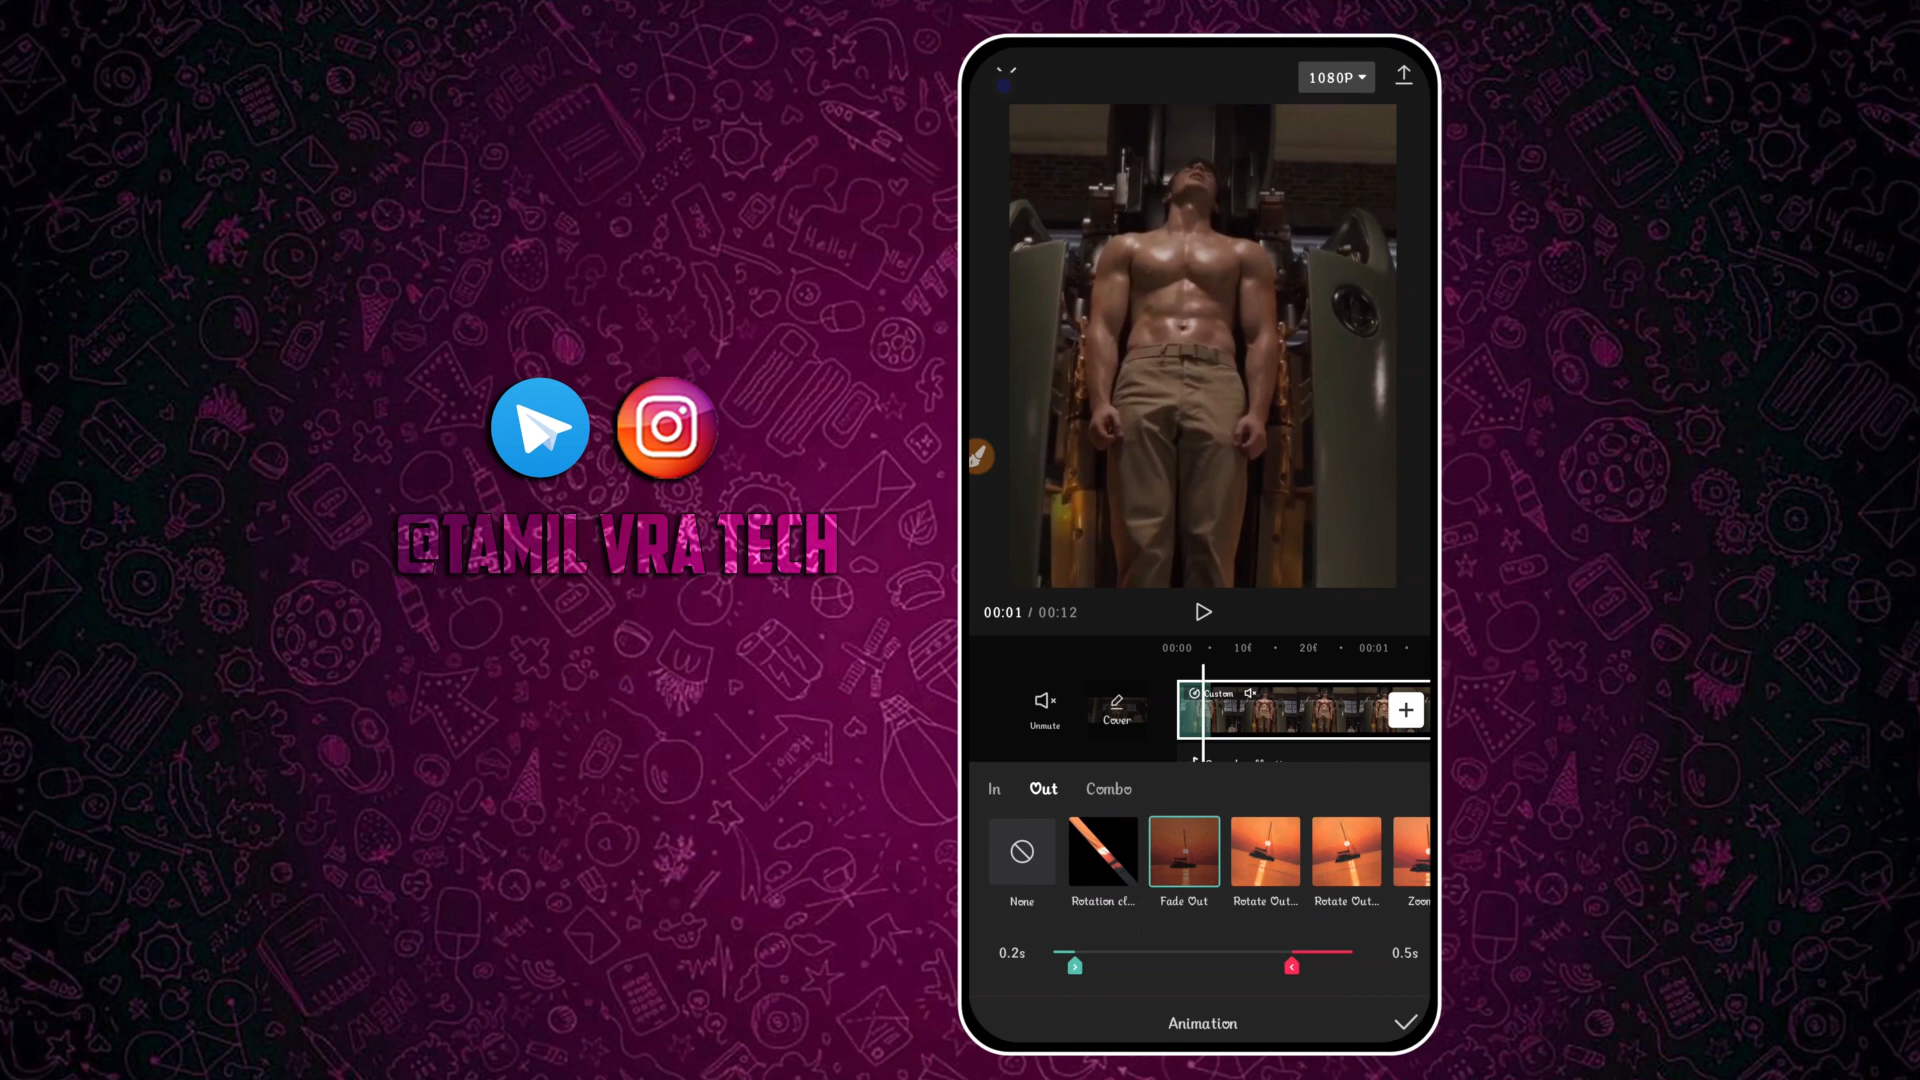 1080P
@TAMIL VRA TECH
00:01 / 00:12
00:00 10f 20f 00:01
Custom
Unmute
Cover
In Out Combo
None Rotation cl... Fade Out Rotate Out... Rotate Out... Zoom
0.2s 0.5s
Animation